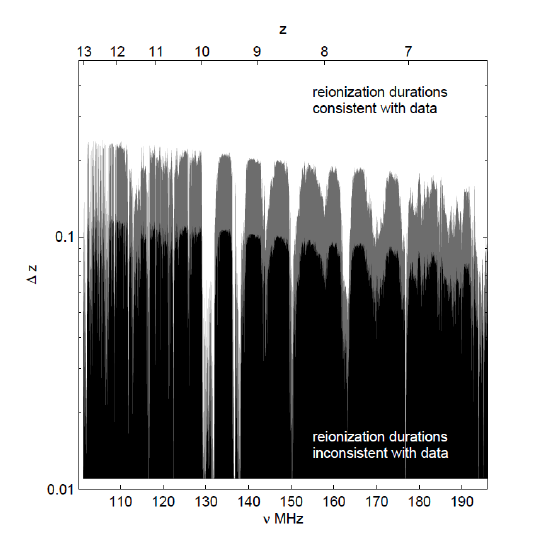 z
13 12 11 10 9 8 7
reionization durations
consistent with data
0.1
Δ z
reionization durations
inconsistent with data
0.01
110 120 130 140 150 160 170 180 190
ν MHz